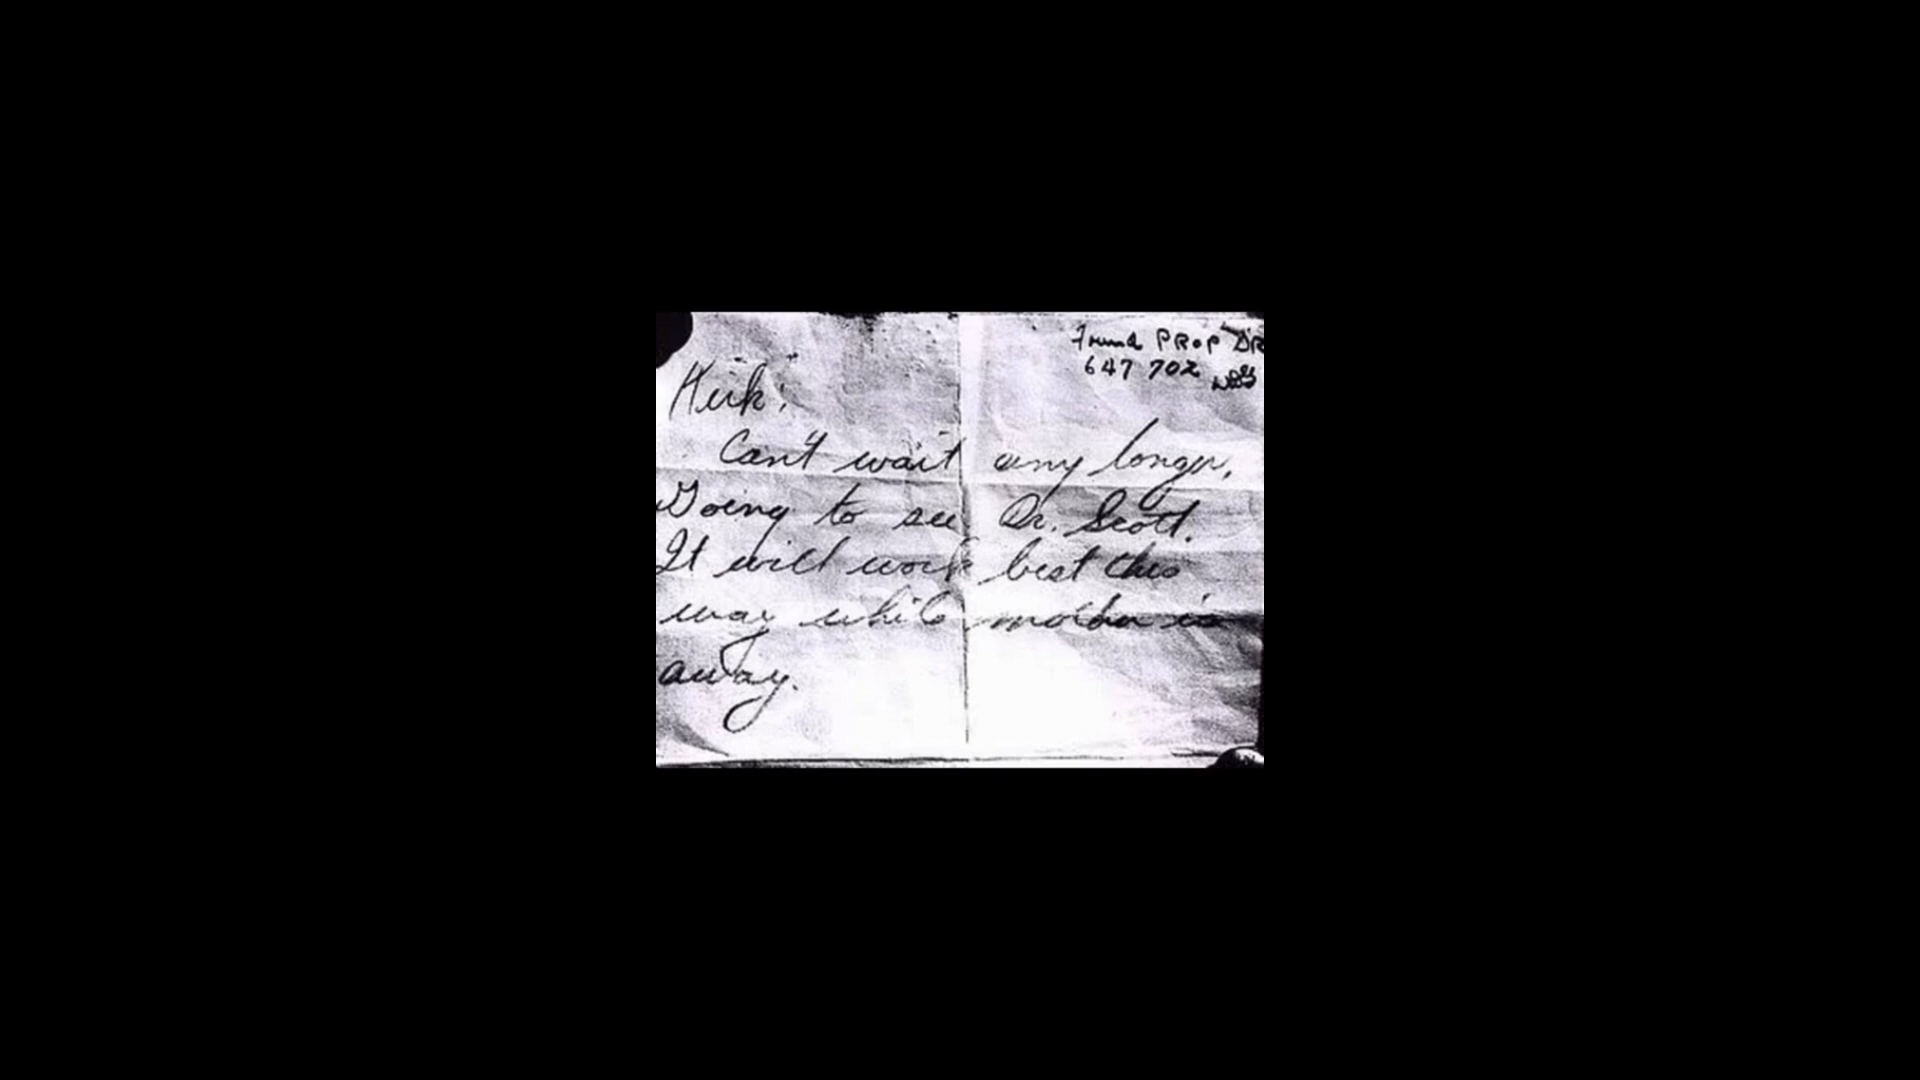 Found PROP DR
647 702
Kirk,
Can't wait any longer,
Going to see Dr. Scott.
It will work best this
way while mother is
away.